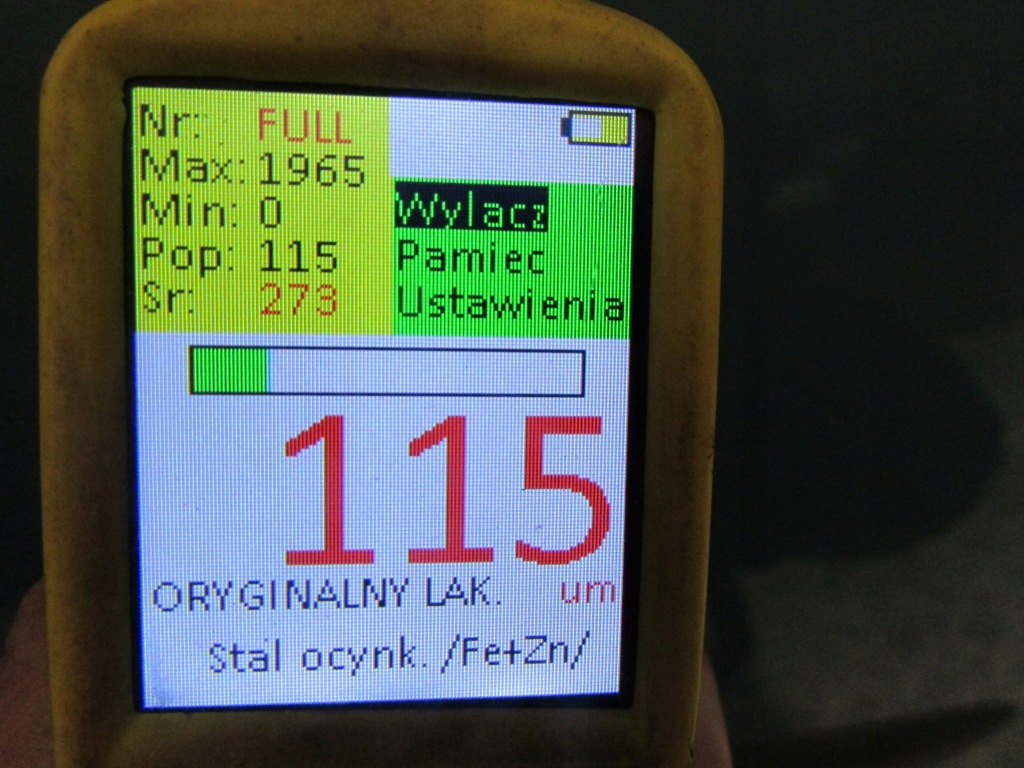 Nr: FULL
Max: 1965
Min: 0
Pop: 115
Sr: 273
Wylacz
Pamiec
Ustawienia
115
ORYGINALNY LAK. um
Stal ocynk. /Fe+Zn/